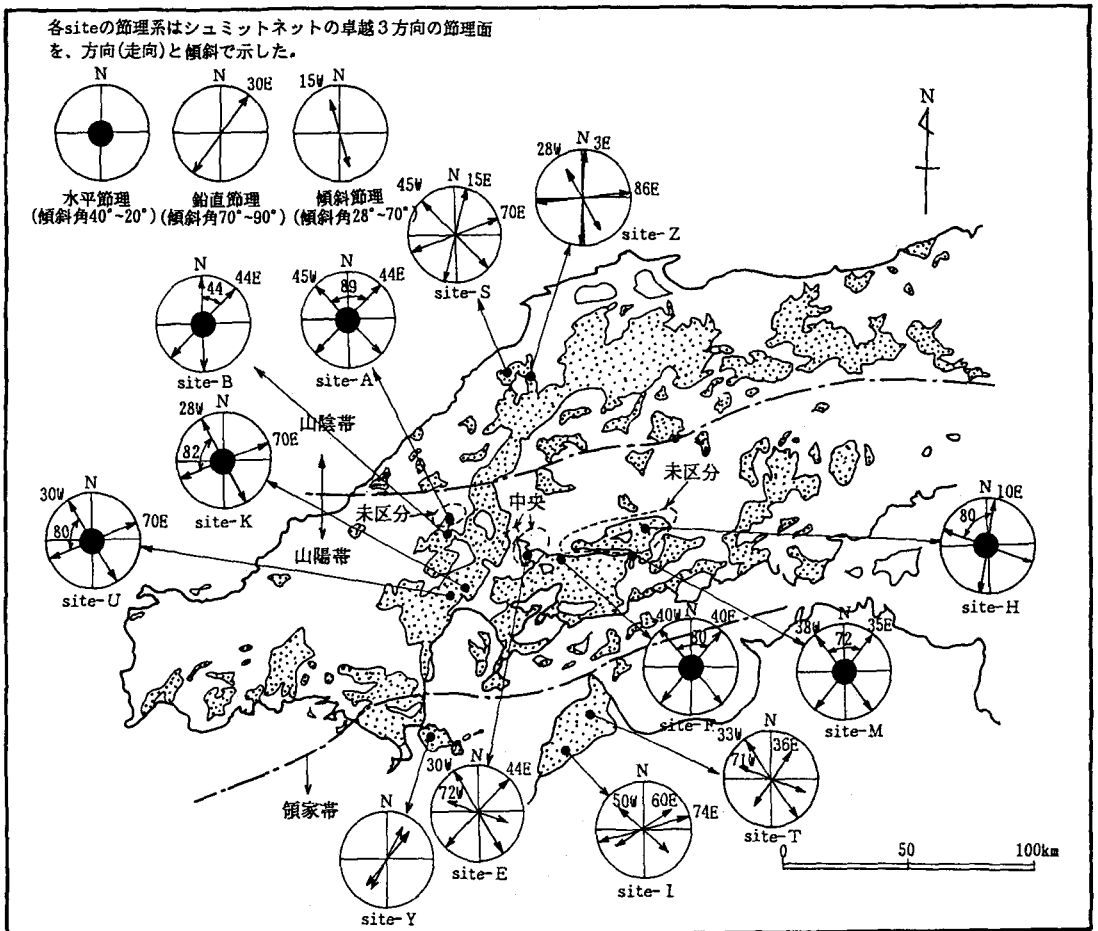 各siteの節理系はシュミットネットの卓越3方向の節理面
を、方向(走向)と傾斜で示した。
N
N
30E
15W
N
水平節理
(傾斜角40°~20°)
鉛直節理
(傾斜角70°~90°)
傾斜節理
(傾斜角28°~70°)
N
45W
N
15E
70E
site-S
28W
N
3E
86E
site-Z
N
44
44E
site-B
45W
N
44E
89
site-A
28W
N
70E
82
site-K
30W
N
70E
80
site-U
山陰帯
山陽帯
未区分
中央
未区分
領家帯
N
10E
80
site-H
40W
N
40E
80
site-F
38W
N
35E
72
site-M
33W
N
36E
71W
site-T
N
50W
60E
74E
site-I
30W
N
44E
72W
site-E
N
site-Y
0
50
100km